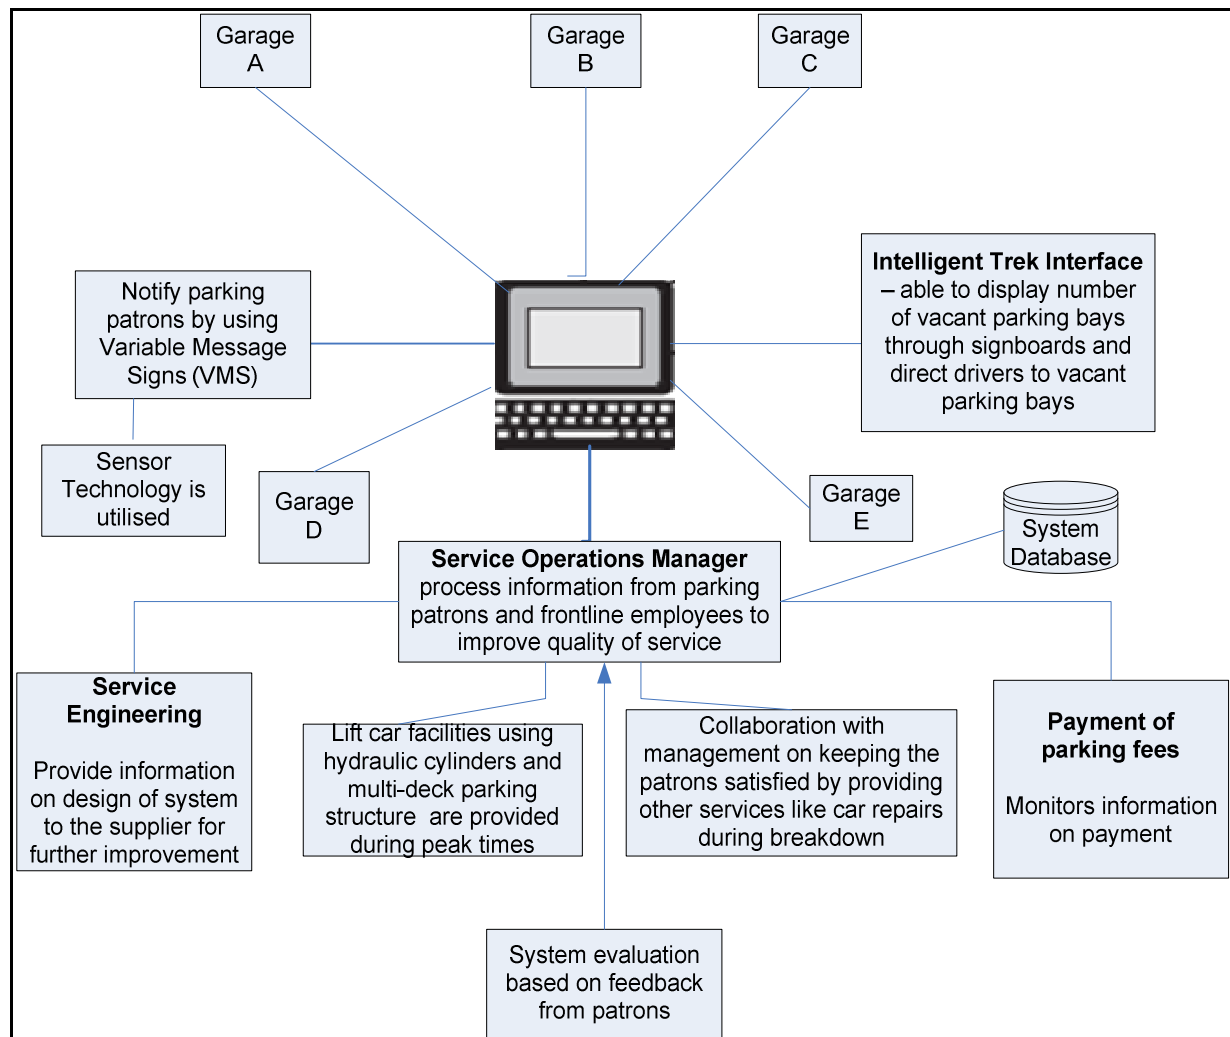 Garage
A
Garage
B
Garage
C
Notify parking
patrons by using
Variable Message
Signs (VMS)
Intelligent Trek Interface
– able to display number
of vacant parking bays
through signboards and
direct drivers to vacant
parking bays
Sensor
Technology is
utilised
Garage
D
Garage
E
System
Database
Service Operations Manager
process information from parking
patrons and frontline employees to
improve quality of service
Service
Engineering
Provide information
on design of system
to the supplier for
further improvement
Lift car facilities using
hydraulic cylinders and
multi-deck parking
structure are provided
during peak times
Collaboration with
management on keeping the
patrons satisfied by providing
other services like car repairs
during breakdown
Payment of
parking fees
Monitors information
on payment
System evaluation
based on feedback
from patrons